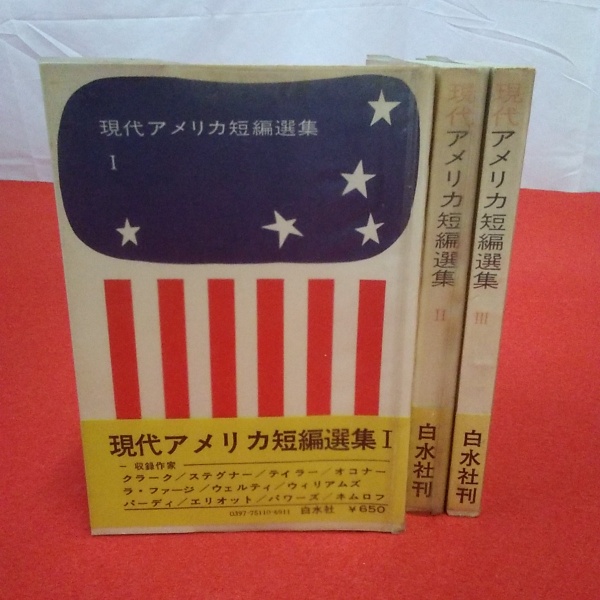 現代アメリカ短編選集
I
現代アメリカ短編選集 I
収録作家
クラーク／ステグナー／テイラー／オコナー
ラ・ファージ／ウェルティ／ウィリアムズ
パーディ／エリオット／パワーズ／ホムロフ
0397-75110-6911 白水社 ￥650
現代アメリカ短編選集
II
白水社刊
現代アメリカ短編選集
III
白水社刊